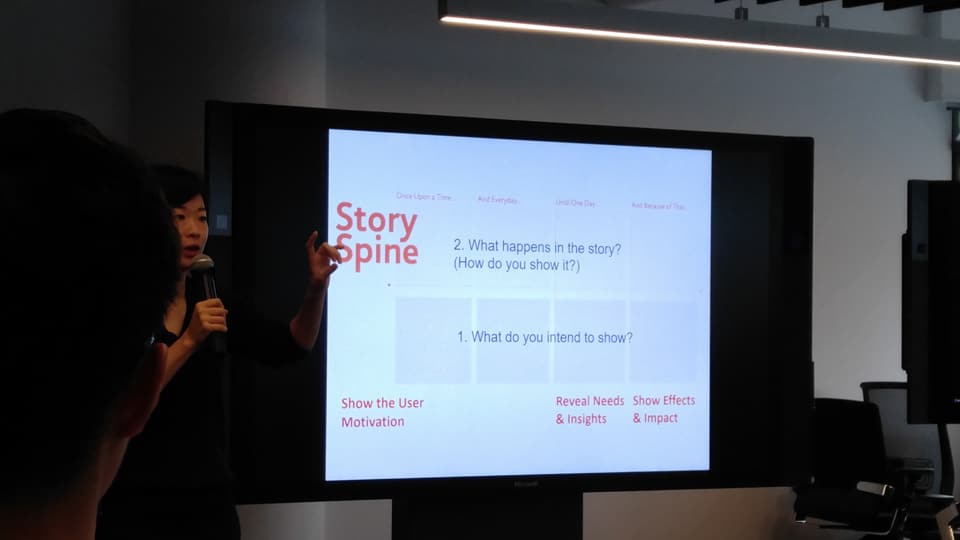 Once Upon a Time...
And Everyday...
Until One Day...
And Because of That...
Story
Spine
2. What happens in the story?
(How do you show it?)
1. What do you intend to show?
Show the User
Motivation
Reveal Needs
& Insights
Show Effects
& Impact
Microsoft